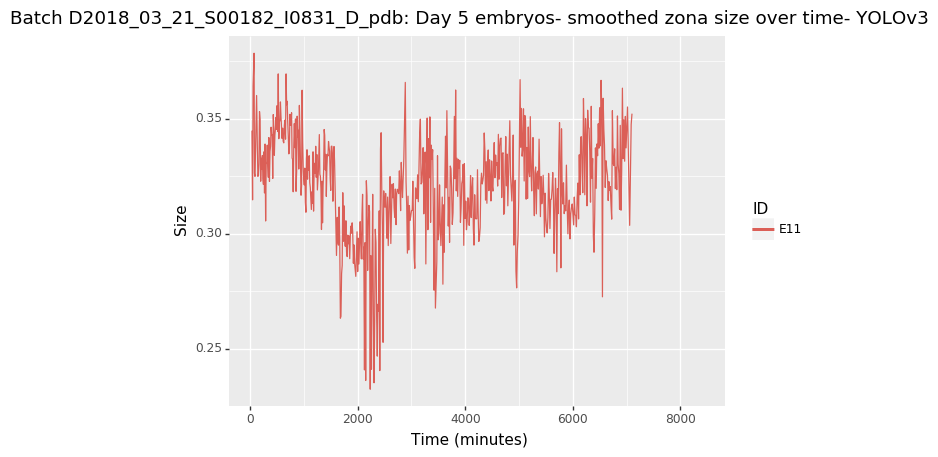 Batch D2018_03_21_S00182_I0831_D_pdb: Day 5 embryos- smoothed zona size over time- YOLOv3
0.35
0.30
0.25
Size
0
2000
4000
6000
8000
Time (minutes)
ID
E11